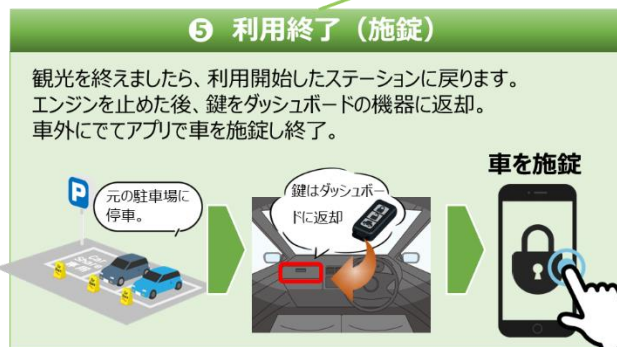 ❺ 利用終了（施錠）
観光を終えましたら、利用開始したステーションに戻ります。
エンジンを止めた後、鍵をダッシュボードの機器に返却。
車外にでてアプリで車を施錠し終了。
車を施錠
P
元の駐車場に
停車。
鍵はダッシュボー
ドに返却
Car
Share